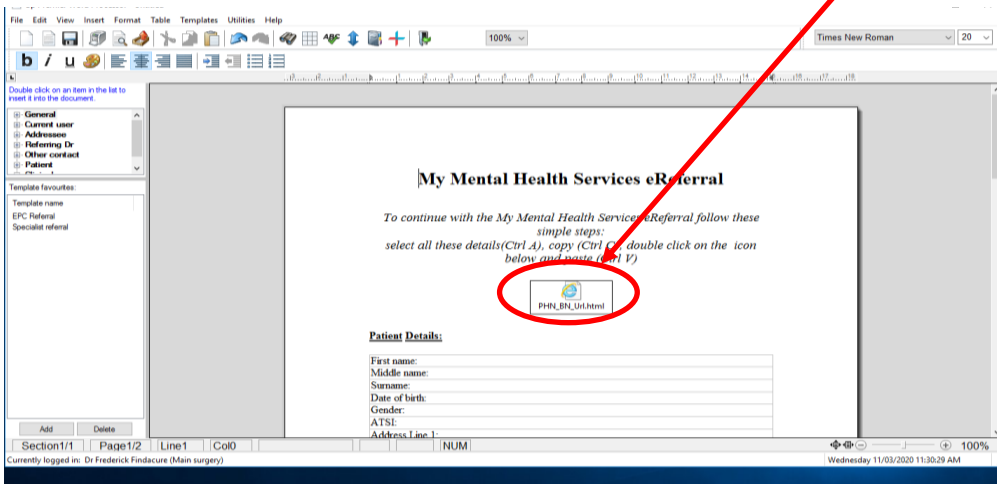 File Edit View Insert Format Table Templates Utilities Help
ABC 100% Times New Roman 20
b i u
Double click on an item in the list to
insert it into the document.
General
Current user
Addressee
Referring Dr
Other contact
Patient
Template favourites:
Template name
EPC Referral
Specialist referral
Add Delete
My Mental Health Services eReferral
To continue with the My Mental Health Services eReferral follow these
simple steps:
select all these details(Ctrl A), copy (Ctrl C), double click on the icon
below and paste (Ctrl V)
PHN_BN_Url.html
Patient Details:
First name:
Middle name:
Surname:
Date of birth:
Gender:
ATSI:
Address Line 1:
Section1/1 Page1/2 Line1 Col0 NUM 100%
Currently logged in: Dr Frederick Findacure (Main surgery) Wednesday 11/03/2020 11:30:29 AM